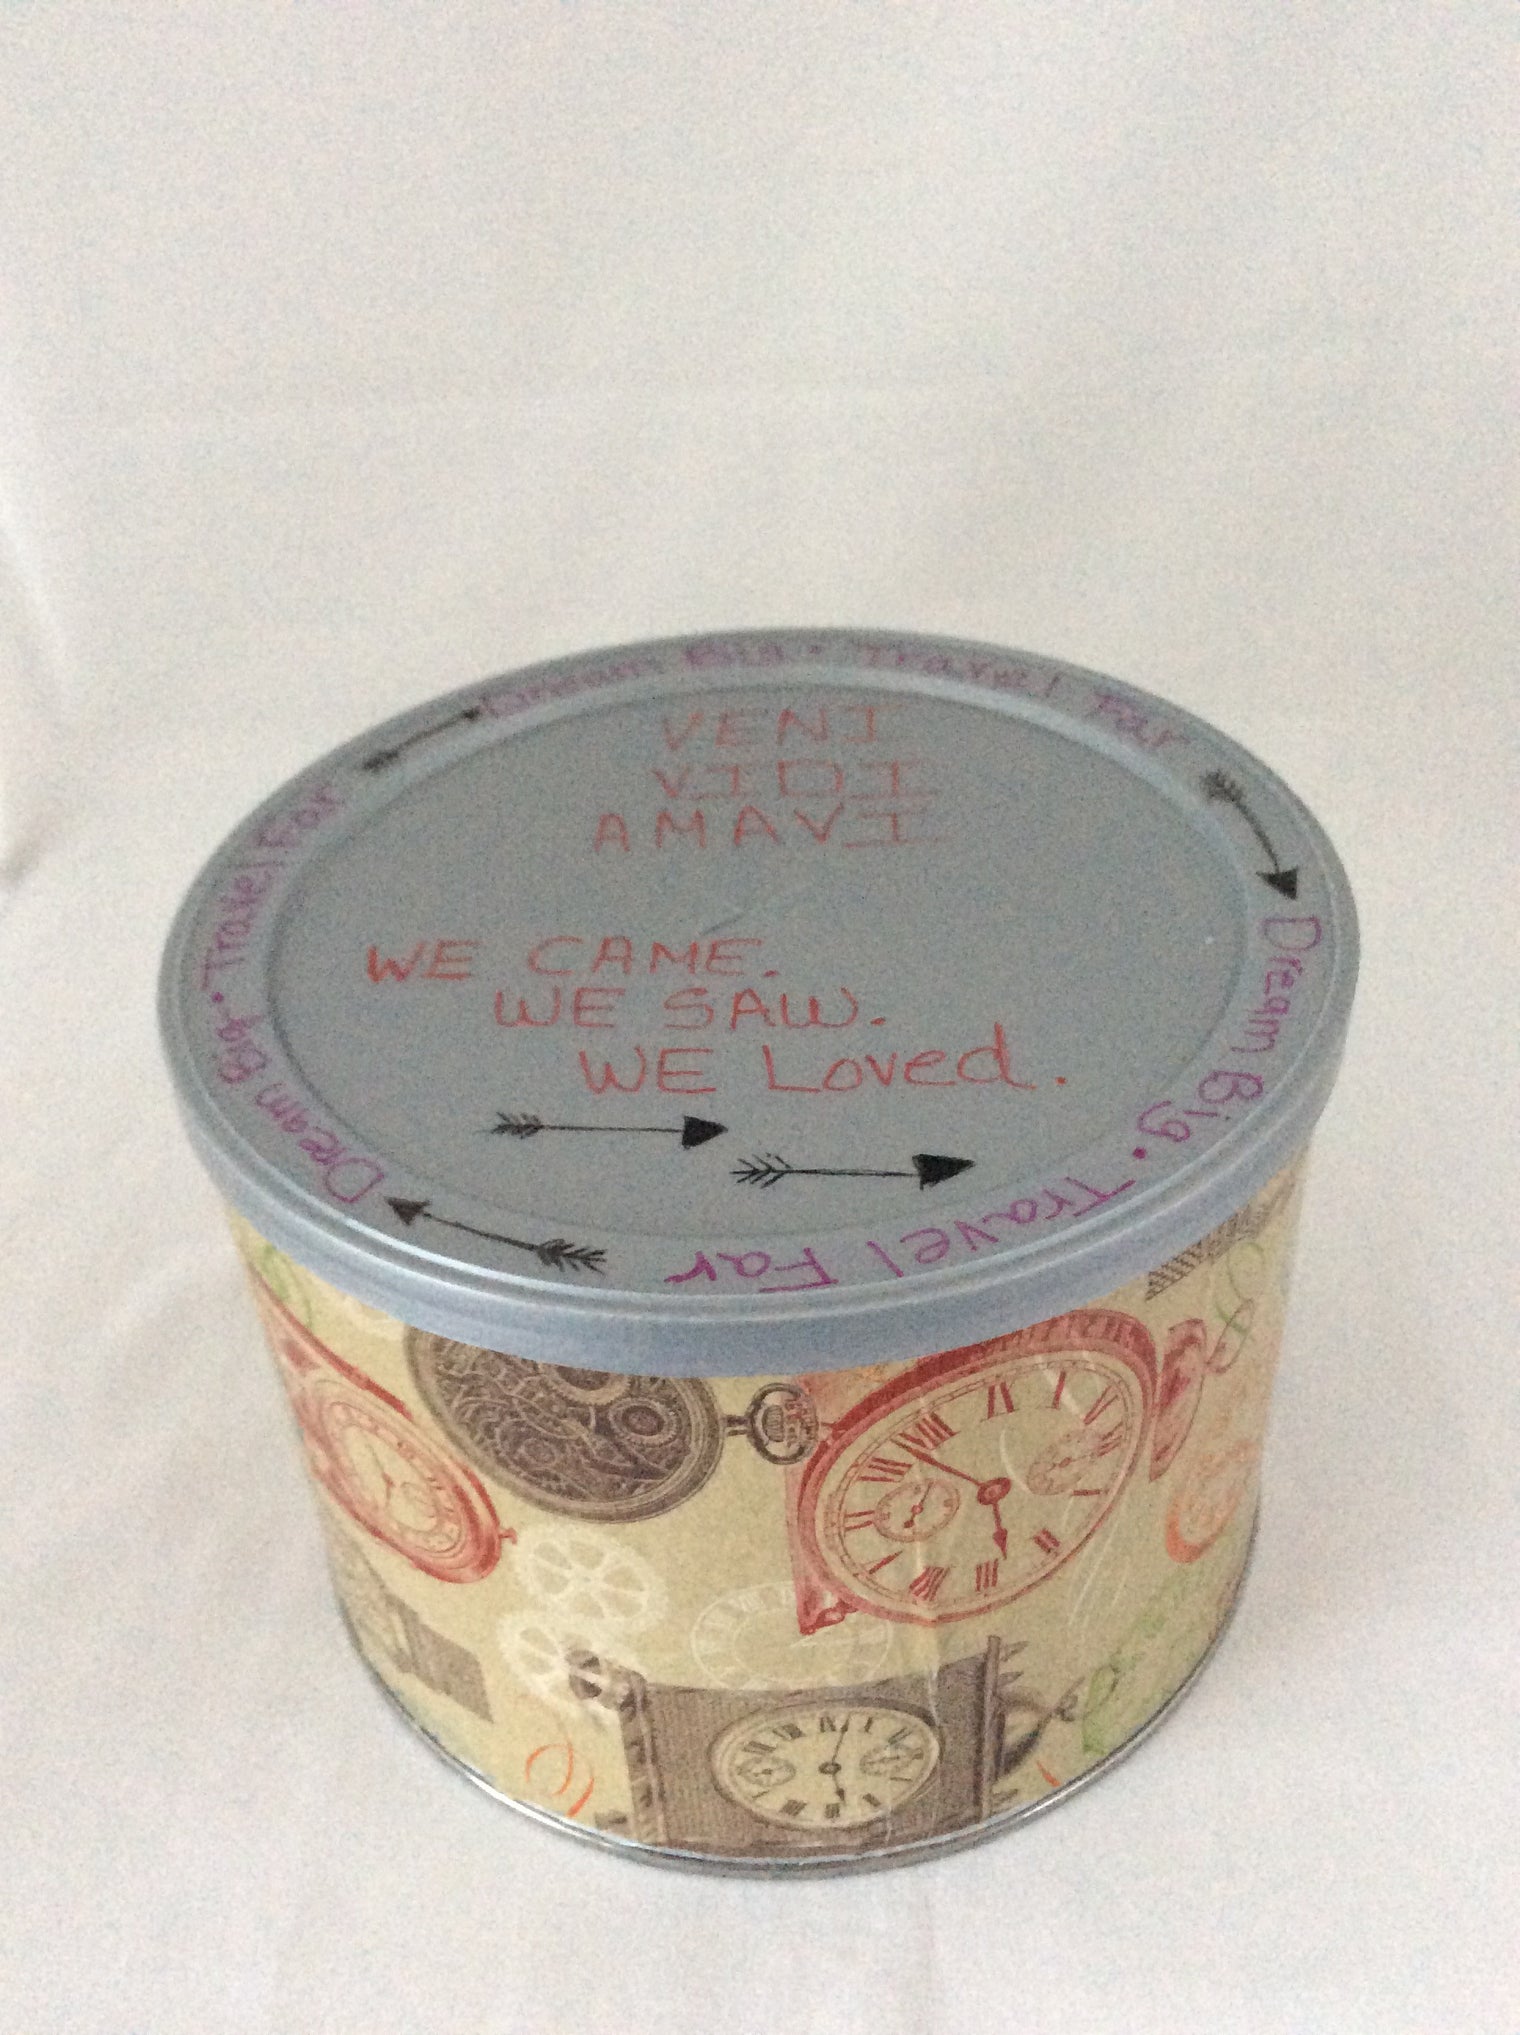 VENI
VIDI
AMAVI
WE CAME.
WE SAW.
WE Loved.
Dream Big • Travel Far
Dream Big • Travel Far
Dream Big • Travel Far